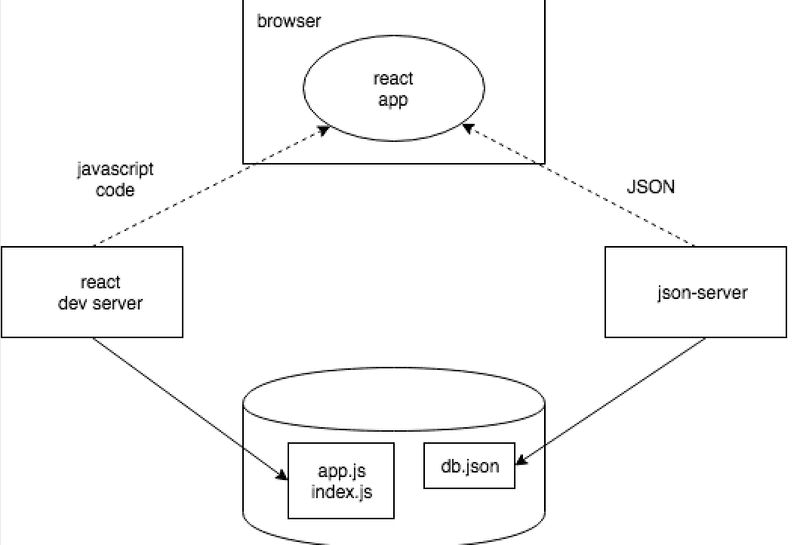 browser
react
app
javascript
code
JSON
react
dev server
json-server
app.js
index.js
db.json